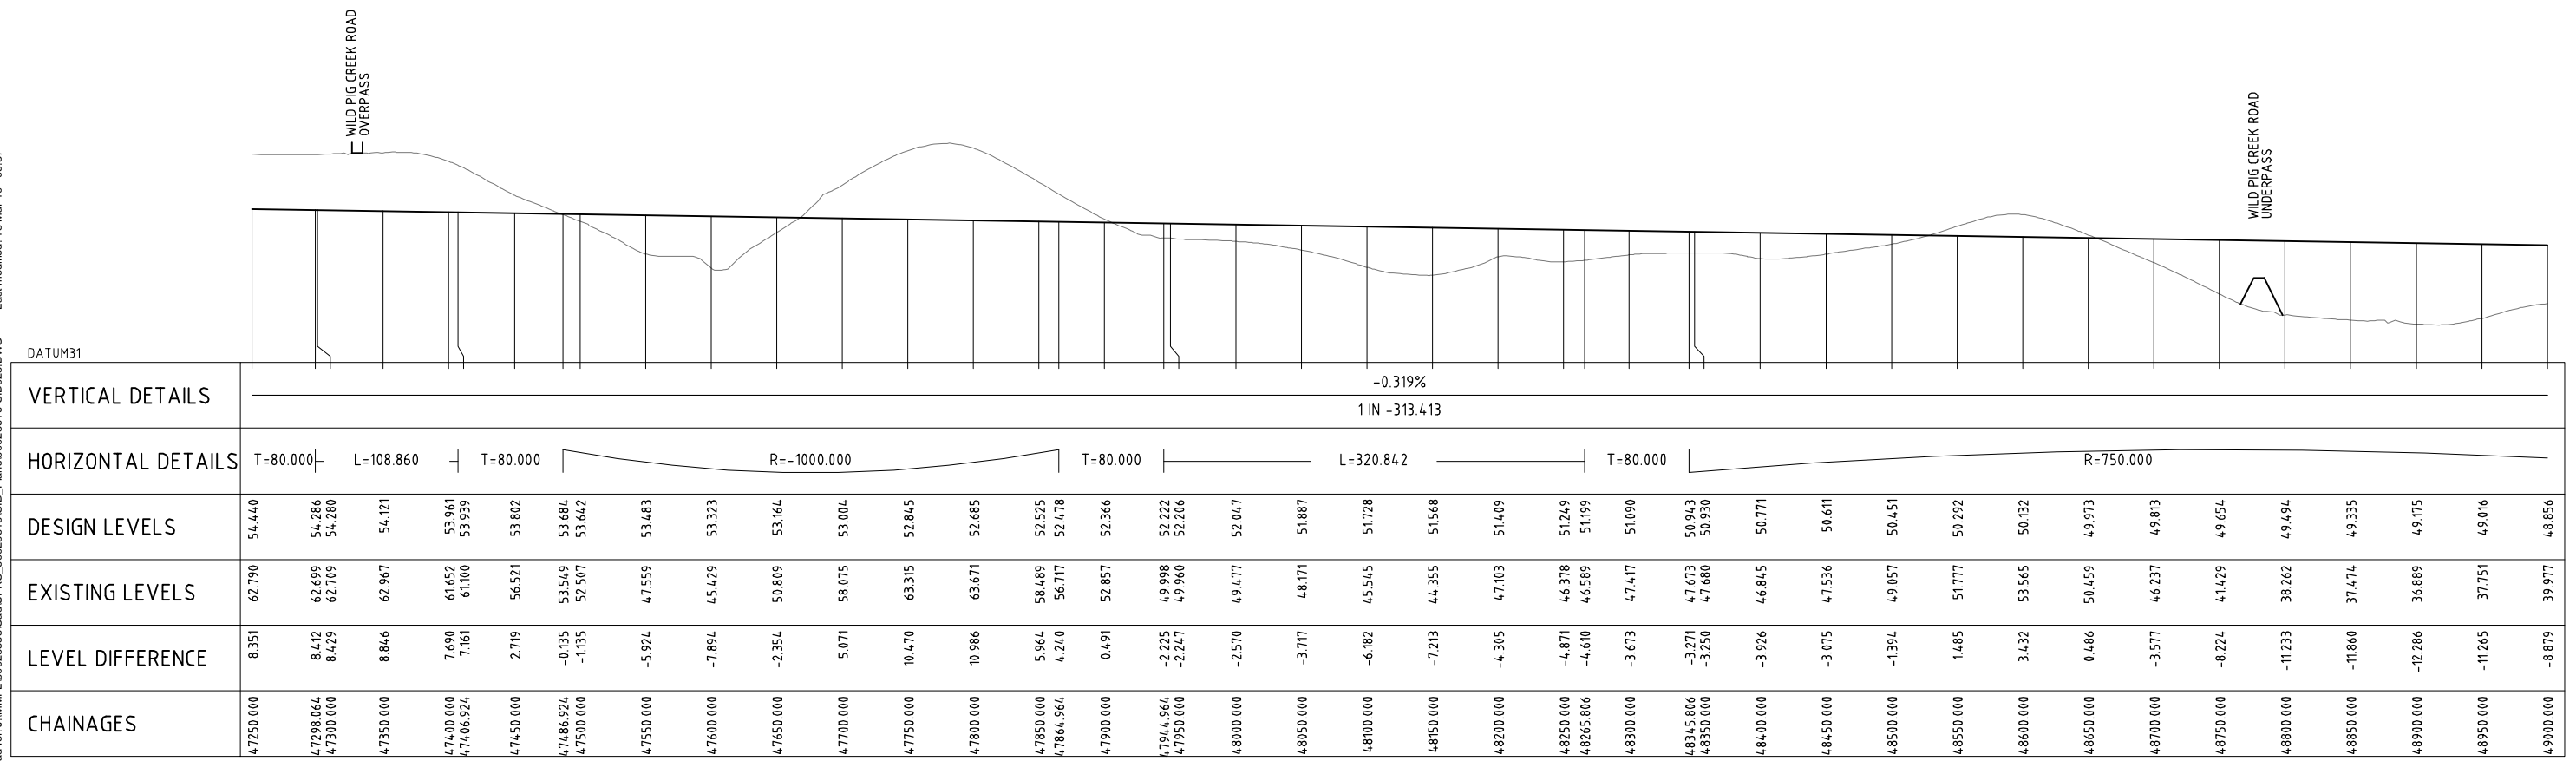 WILD PIG CREEK ROAD
OVERPASS
WILD PIG CREEK ROAD
UNDERPASS
DATUM31
VERTICAL DETAILS
-0.319%
1 IN -313.413
HORIZONTAL DETAILS T=80.000 L=108.860 T=80.000 R=-1000.000 T=80.000 L=320.842 T=80.000 R=750.000
DESIGN LEVELS 54.440 54.286 54.280 54.121 53.961 53.939 53.802 53.684 53.642 53.483 53.323 53.164 53.004 52.845 52.685 52.525 52.478 52.366 52.222 52.206 52.047 51.887 51.728 51.568 51.409 51.249 51.199 51.090 50.943 50.930 50.771 50.611 50.451 50.292 50.132 49.973 49.813 49.654 49.494 49.335 49.175 49.016 48.856
EXISTING LEVELS 62.790 62.699 62.709 62.967 61.652 61.100 56.521 53.549 52.507 47.559 45.429 50.809 58.075 63.315 63.671 58.489 56.717 52.857 49.998 49.960 49.477 48.171 45.545 44.355 47.103 46.378 46.589 47.417 47.673 47.680 46.845 47.536 49.057 51.777 53.565 50.459 46.237 41.429 38.262 37.474 36.889 37.751 39.977
LEVEL DIFFERENCE 8.351 8.412 8.429 8.846 7.690 7.161 2.719 -0.135 -1.135 -5.924 -7.894 -2.354 5.071 10.470 10.986 5.964 4.240 0.491 -2.225 -2.247 -2.570 -3.717 -6.182 -7.213 -4.305 -4.871 -4.610 -3.673 -3.271 -3.250 -3.926 -3.075 -1.394 1.485 3.432 0.486 -3.577 -8.224 -11.233 -11.860 -12.286 -11.265 -8.879
CHAINAGES 47250.000 47298.064 47300.000 47350.000 47400.000 47406.924 47450.000 47486.924 47500.000 47550.000 47600.000 47650.000 47700.000 47750.000 47800.000 47850.000 47864.964 47900.000 47944.964 47950.000 48000.000 48050.000 48100.000 48150.000 48200.000 48250.000 48265.806 48300.000 48345.806 48350.000 48400.000 48450.000 48500.000 48550.000 48600.000 48650.000 48700.000 48750.000 48800.000 48850.000 48900.000 48950.000 49000.000